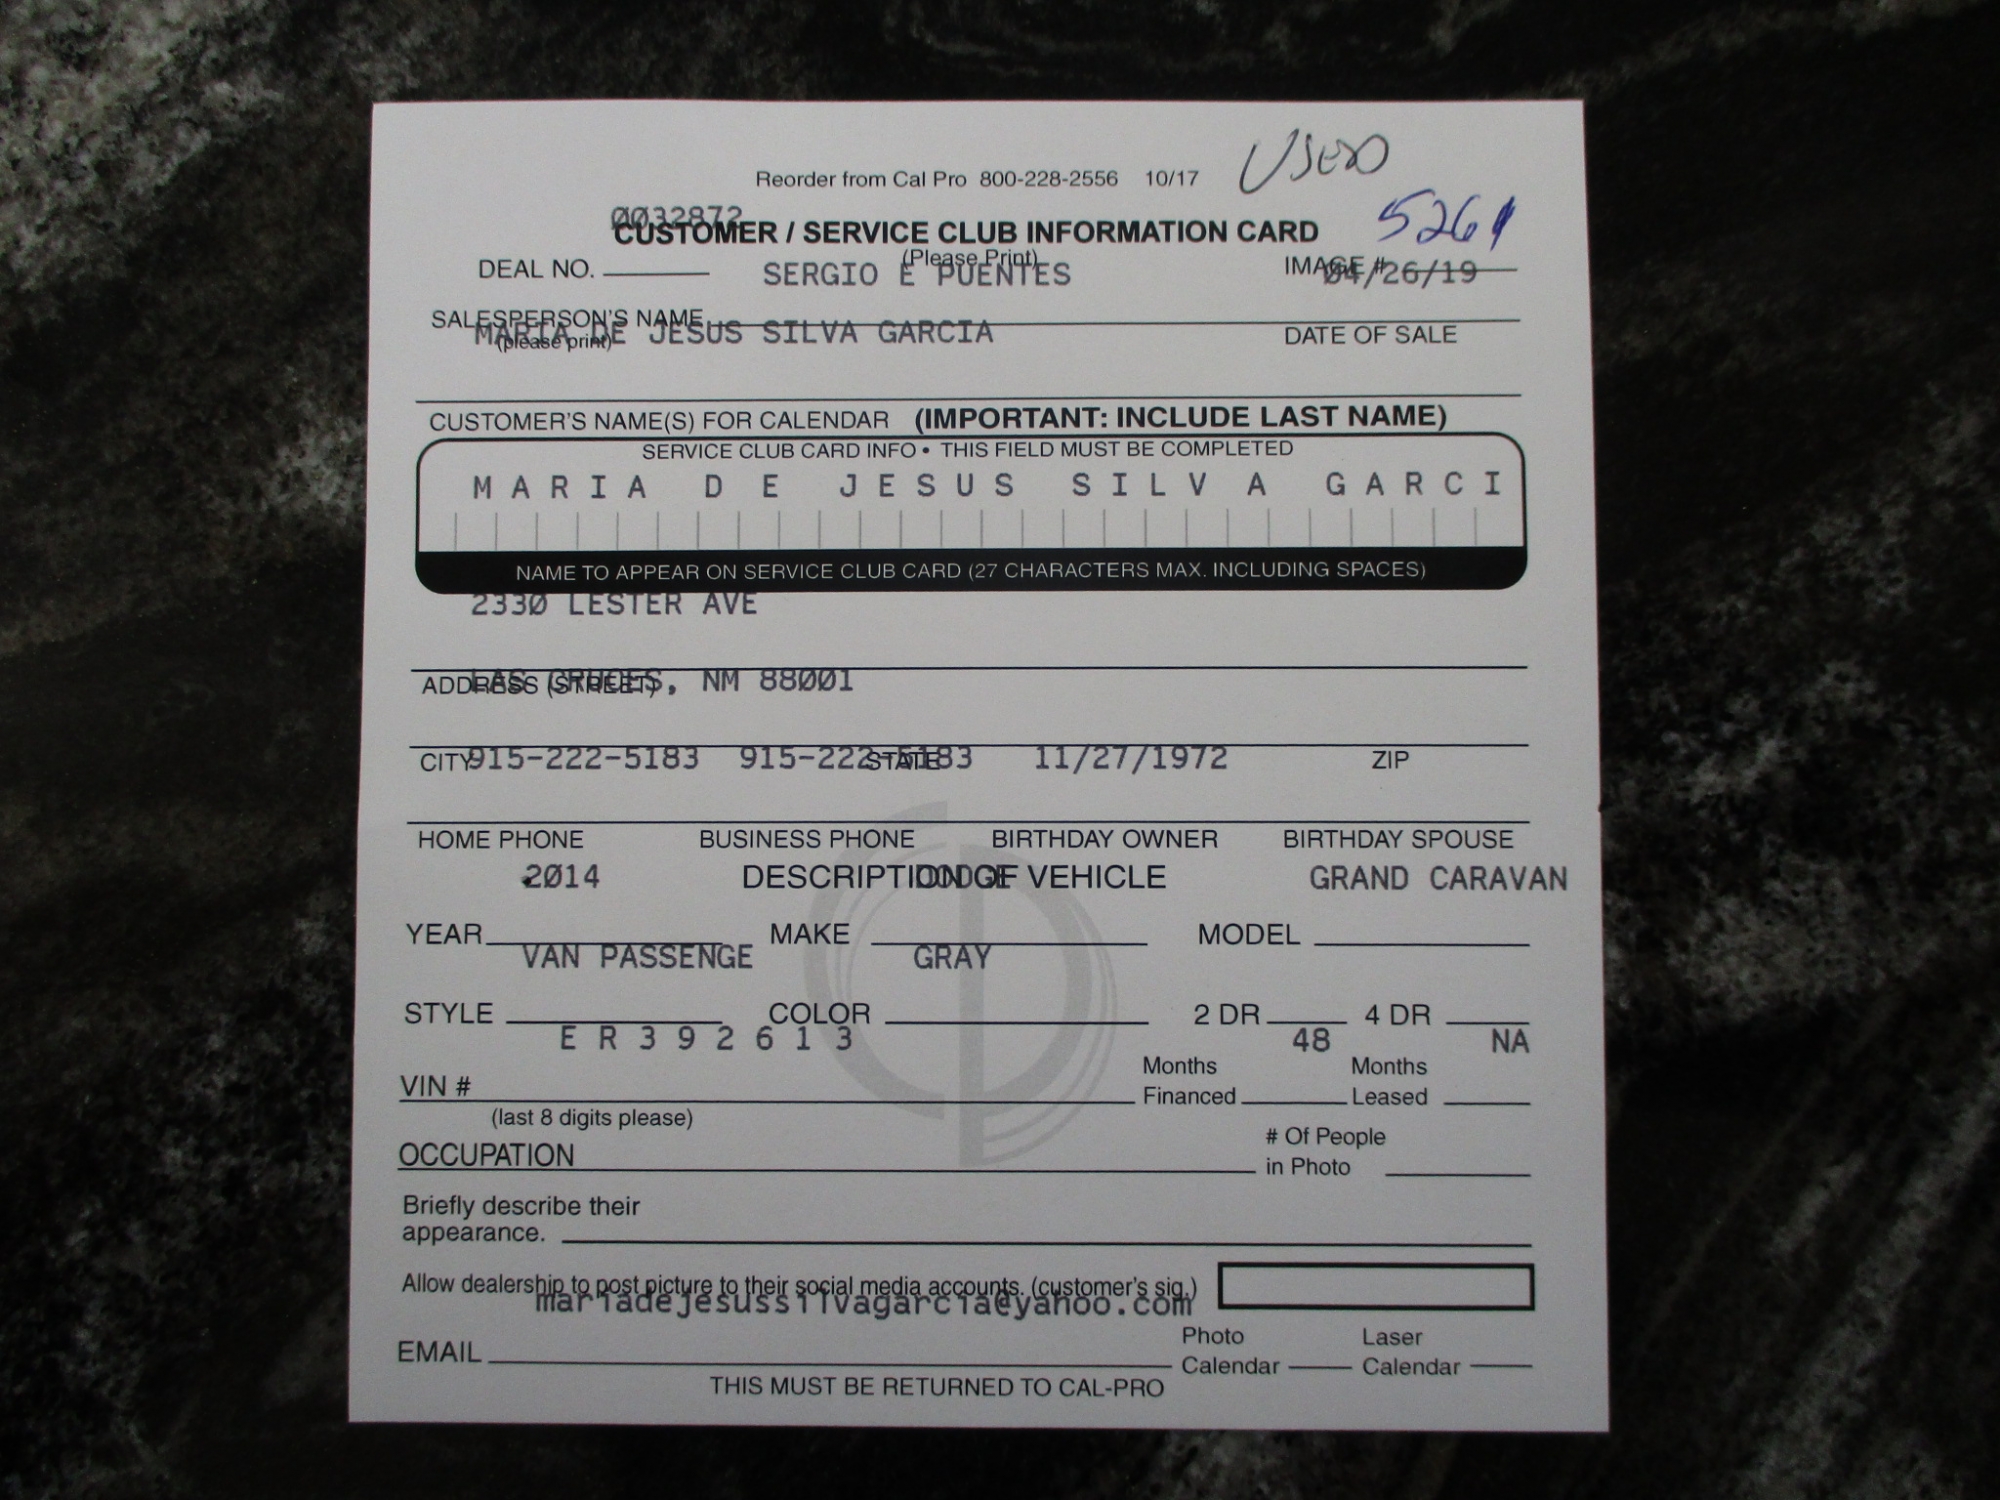 Reorder from Cal Pro 800-228-2556 10/17 USED
0032872
CUSTOMER / SERVICE CLUB INFORMATION CARD 5261
(Please Print)
DEAL NO. SERGIO E PUENTES IMAGE # 04/26/19
SALESPERSON'S NAME
(please print) MARIA DE JESUS SILVA GARCIA DATE OF SALE
CUSTOMER'S NAME(S) FOR CALENDAR (IMPORTANT: INCLUDE LAST NAME)
SERVICE CLUB CARD INFO • THIS FIELD MUST BE COMPLETED
MARIA DE JESUS SILVA GARCI
NAME TO APPEAR ON SERVICE CLUB CARD (27 CHARACTERS MAX. INCLUDING SPACES)
2330 LESTER AVE
ADDRESS (STREET) LAS CRUCES, NM 88001
CITY 915-222-5183 915-222-5183 STATE 11/27/1972 ZIP
HOME PHONE BUSINESS PHONE BIRTHDAY OWNER BIRTHDAY SPOUSE
2014 DESCRIPTION OF VEHICLE DODGE GRAND CARAVAN
YEAR MAKE MODEL
VAN PASSENGE GRAY
STYLE COLOR 2 DR 4 DR
ER392613 48 NA
VIN # Months Financed Months Leased
(last 8 digits please)
OCCUPATION # Of People in Photo
Briefly describe their
appearance.
Allow dealership to post picture to their social media accounts. (customer's sig.)
mariadejesussilvagarcia@yahoo.com
EMAIL Photo Calendar Laser Calendar
THIS MUST BE RETURNED TO CAL-PRO